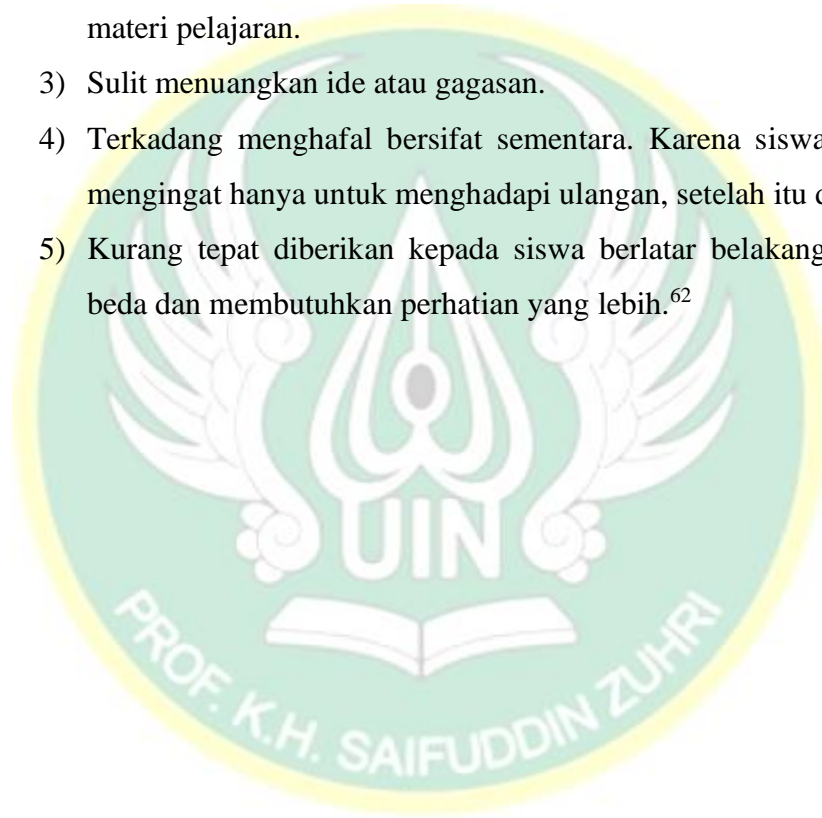 materi pelajaran.
3) Sulit menuangkan ide atau gagasan.
4) Terkadang menghafal bersifat sementara. Karena siswa
mengingat hanya untuk menghadapi ulangan, setelah itu
5) Kurang tepat diberikan kepada siswa berlatar belakang
beda dan membutuhkan perhatian yang lebih.62
UIN
PROF. K.H. SAIFUDDIN ZUHRI